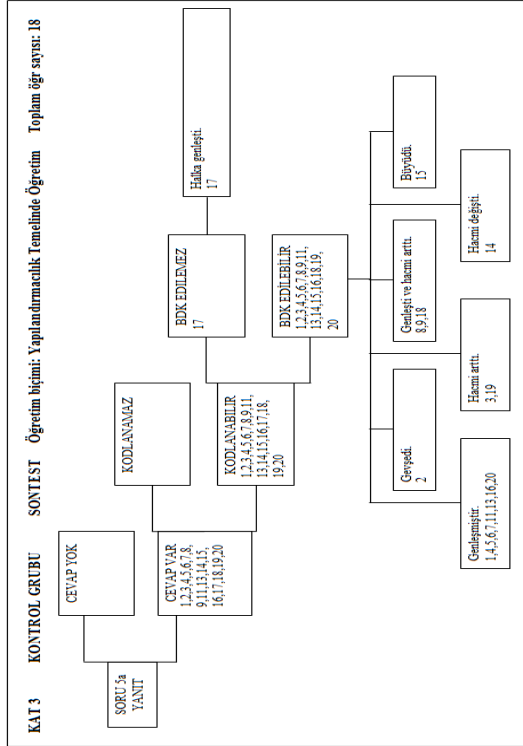 KAT 3 KONTROL GRUBU SONTEST Öğretim biçimi: Yapılandırmacılık Temelinde Öğretim Toplam öğr sayısı: 18
SORU 5a
YANIT
CEVAP YOK
CEVAP VAR
1,2,3,4,5,6,7,8,
9,11,13,14,15,
16,17,18,19,20
KODLANAMAZ
KODLANABILIR
1,2,3,4,5,6,7,8,9,11,
13,14,15,16,17,18,
19,20
BDK EDİLEMEZ
17
Halka genleşti.
17
BDK EDİLEBİLİR
1,2,3,4,5,6,7,8,9,11,
13,14,15,16,18,19,
20
Genleşmiştir.
1,4,5,6,7,11,13,16,20
Gevşedi.
2
Hacmi arttı.
3,19
Genleşti ve hacmi arttı.
8,9,18
Hacmi değişti.
14
Büyüdü.
15